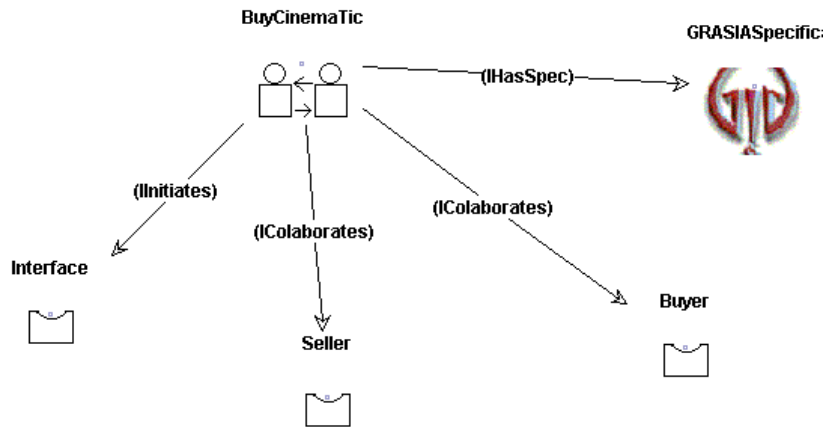 BuyCinemaTic
GRASIASpecifica
(IHasSpec)
(IInitiates)
(IColaborates)
(IColaborates)
Interface
Buyer
Seller